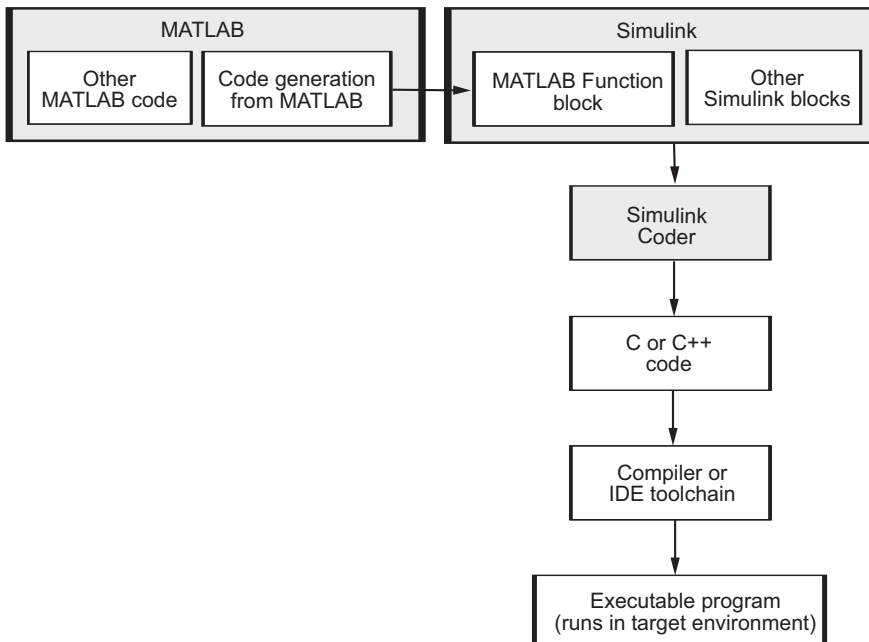 MATLAB
Other
MATLAB code
Code generation
from MATLAB
Simulink
MATLAB Function
block
Other
Simulink blocks
Simulink
Coder
C or C++
code
Compiler or
IDE toolchain
Executable program
(runs in target environment)